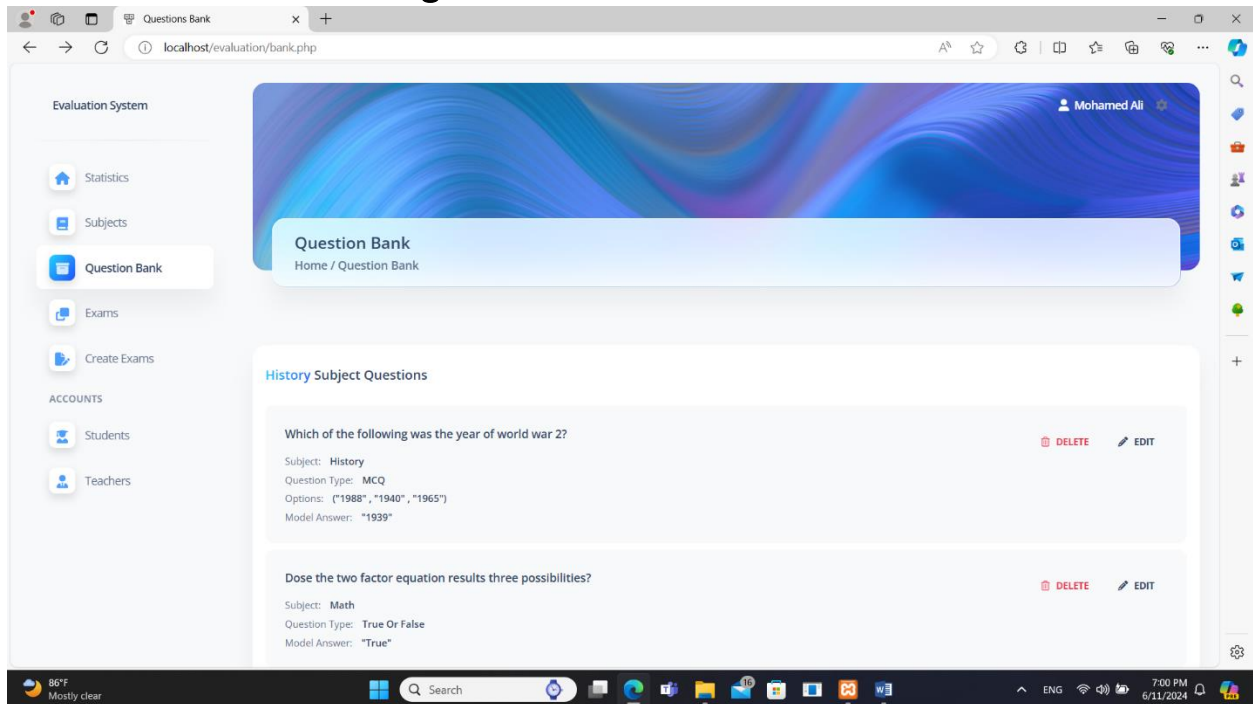 Questions Bank
localhost/evaluation/bank.php
Evaluation System
Mohamed Ali
Statistics
Subjects
Question Bank
Exams
Create Exams
ACCOUNTS
Students
Teachers
Question Bank
Home / Question Bank
History Subject Questions
Which of the following was the year of world war 2?
DELETE EDIT
Subject: History
Question Type: MCQ
Options: ("1988" , "1940" , "1965")
Model Answer: "1939"
Dose the two factor equation results three possibilities?
DELETE EDIT
Subject: Math
Question Type: True Or False
Model Answer: "True"
86°F
Mostly clear
Search
16
ENG
7:00 PM
6/11/2024